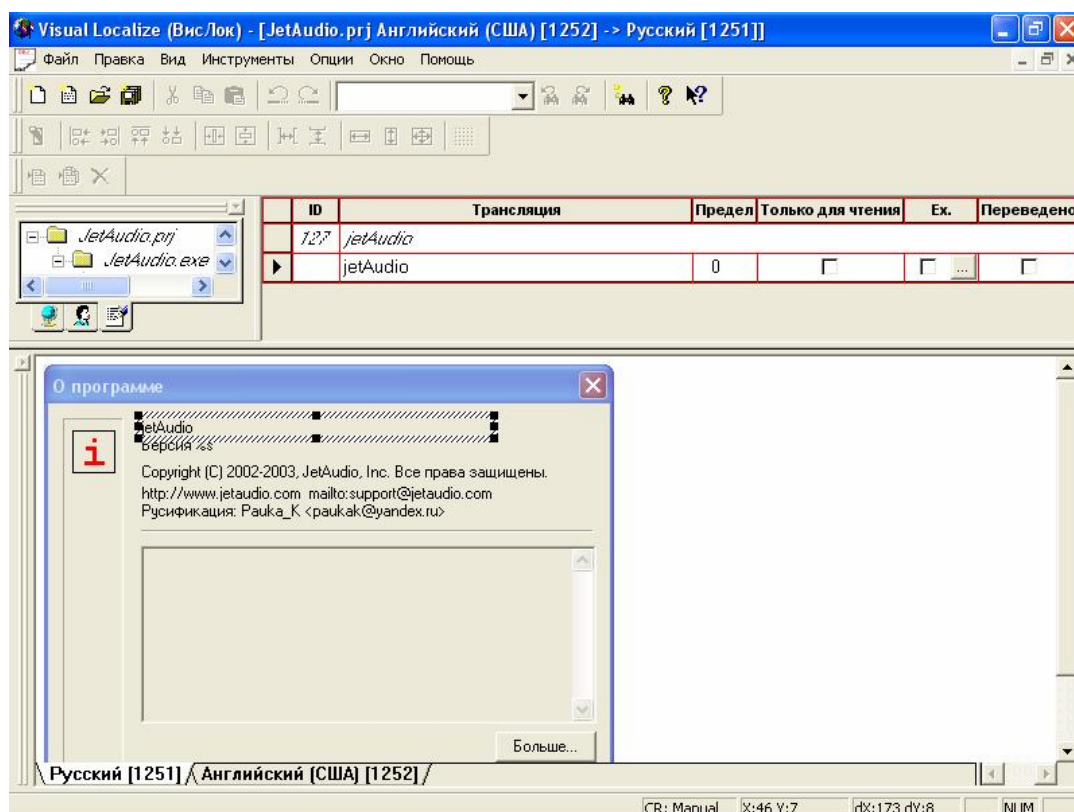 Visual Localize (ВисЛок) - [JetAudio.prj Английский (США) [1252] -> Русский [1251]]
Файл Правка Вид Инструменты Опции Окно Помощь
ID Трансляция Предел Только для чтения Ex. Переведено
JetAudio.prj
127 jetAudio
JetAudio.exe
jetAudio 0 ...
О программе
jetAudio
Версия %s
Copyright (C) 2002-2003, JetAudio, Inc. Все права защищены.
http://www.jetaudio.com mailto:support@jetaudio.com
Русификация: Pauka_K <paukak@yandex.ru>
Больше...
Русский [1251] Английский (США) [1252]
CR: Manual X:46 Y:7 dX:173 dY:8 NUM